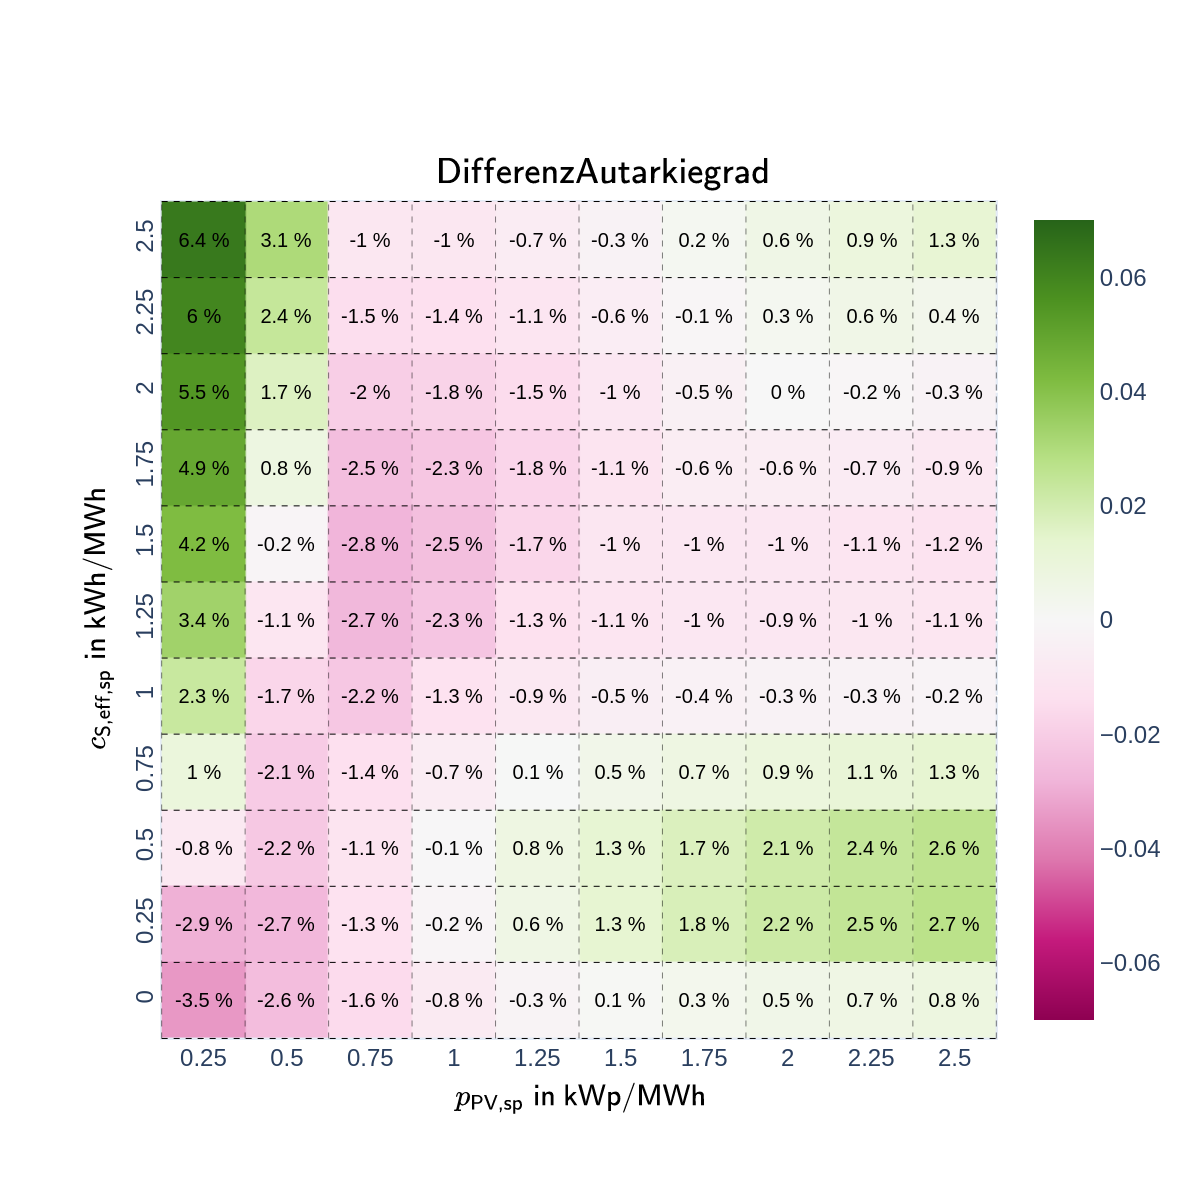 DifferenzAutarkiegrad
2.5 6.4 % 3.1 % -1 % -1 % -0.7 % -0.3 % 0.2 % 0.6 % 0.9 % 1.3 %
2.25 6 % 2.4 % -1.5 % -1.4 % -1.1 % -0.6 % -0.1 % 0.3 % 0.6 % 0.4 %
2 5.5 % 1.7 % -2 % -1.8 % -1.5 % -1 % -0.5 % 0 % -0.2 % -0.3 %
1.75 4.9 % 0.8 % -2.5 % -2.3 % -1.8 % -1.1 % -0.6 % -0.6 % -0.7 % -0.9 %
1.5 4.2 % -0.2 % -2.8 % -2.5 % -1.7 % -1 % -1 % -1 % -1.1 % -1.2 %
1.25 3.4 % -1.1 % -2.7 % -2.3 % -1.3 % -1.1 % -1 % -0.9 % -1 % -1.1 %
1 2.3 % -1.7 % -2.2 % -1.3 % -0.9 % -0.5 % -0.4 % -0.3 % -0.3 % -0.2 %
0.75 1 % -2.1 % -1.4 % -0.7 % 0.1 % 0.5 % 0.7 % 0.9 % 1.1 % 1.3 %
0.5 -0.8 % -2.2 % -1.1 % -0.1 % 0.8 % 1.3 % 1.7 % 2.1 % 2.4 % 2.6 %
0.25 -2.9 % -2.7 % -1.3 % -0.2 % 0.6 % 1.3 % 1.8 % 2.2 % 2.5 % 2.7 %
0 -3.5 % -2.6 % -1.6 % -0.8 % -0.3 % 0.1 % 0.3 % 0.5 % 0.7 % 0.8 %
0.25 0.5 0.75 1 1.25 1.5 1.75 2 2.25 2.5
p PV,sp in kWp/MWh
c S,eff,sp in kWh/MWh
0.06
0.04
0.02
0
−0.02
−0.04
−0.06